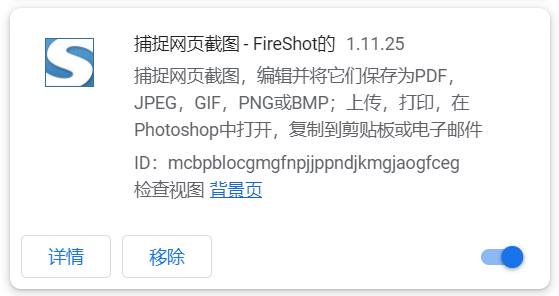 捕捉网页截图 - FireShot的 1.11.25
捕捉网页截图，编辑并将它们保存为PDF，
JPEG，GIF，PNG或BMP；上传，打印，在
Photoshop中打开，复制到剪贴板或电子邮件
ID：mcbpblocgmgfnpjjppndjkmgjaogfceg
检查视图 背景页
详情 移除